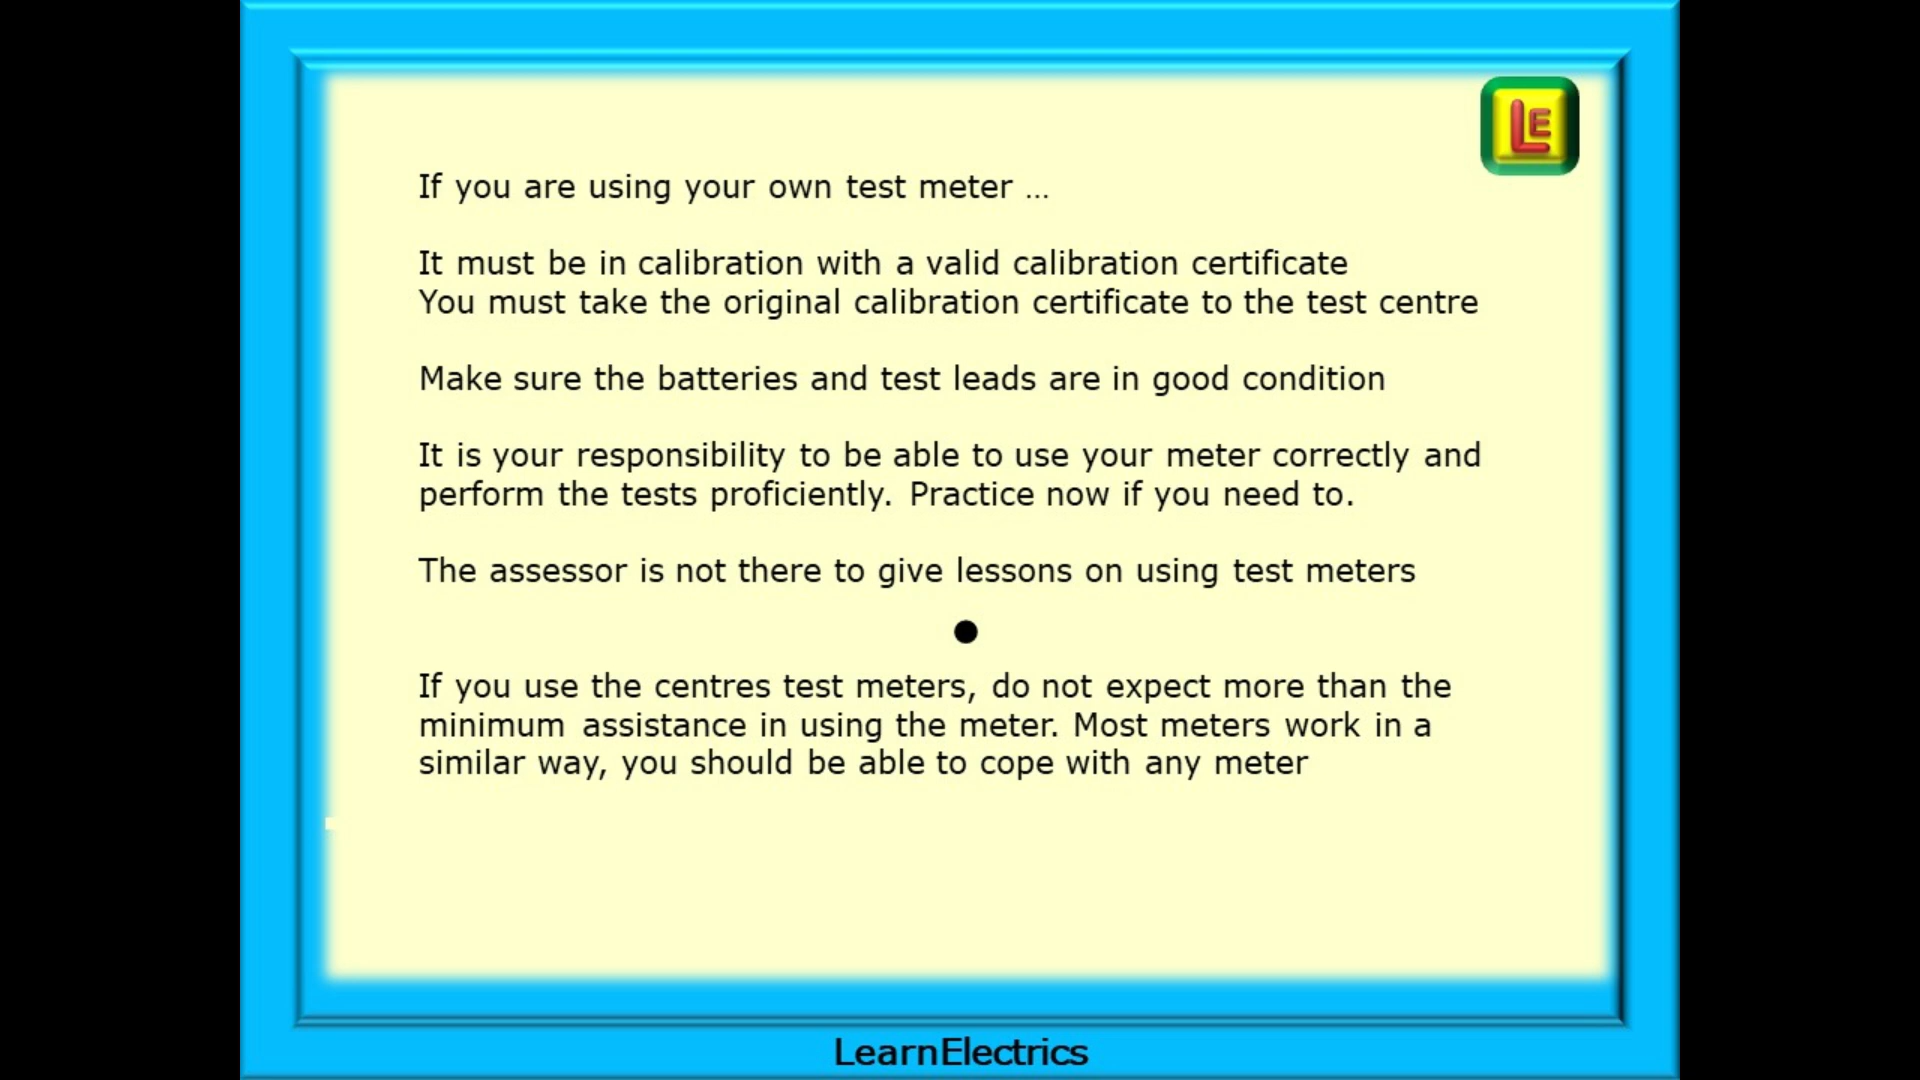 LE
If you are using your own test meter ...
It must be in calibration with a valid calibration certificate
You must take the original calibration certificate to the test centre
Make sure the batteries and test leads are in good condition
It is your responsibility to be able to use your meter correctly and
perform the tests proficiently. Practice now if you need to.
The assessor is not there to give lessons on using test meters
If you use the centres test meters, do not expect more than the
minimum assistance in using the meter. Most meters work in a
similar way, you should be able to cope with any meter
LearnElectrics